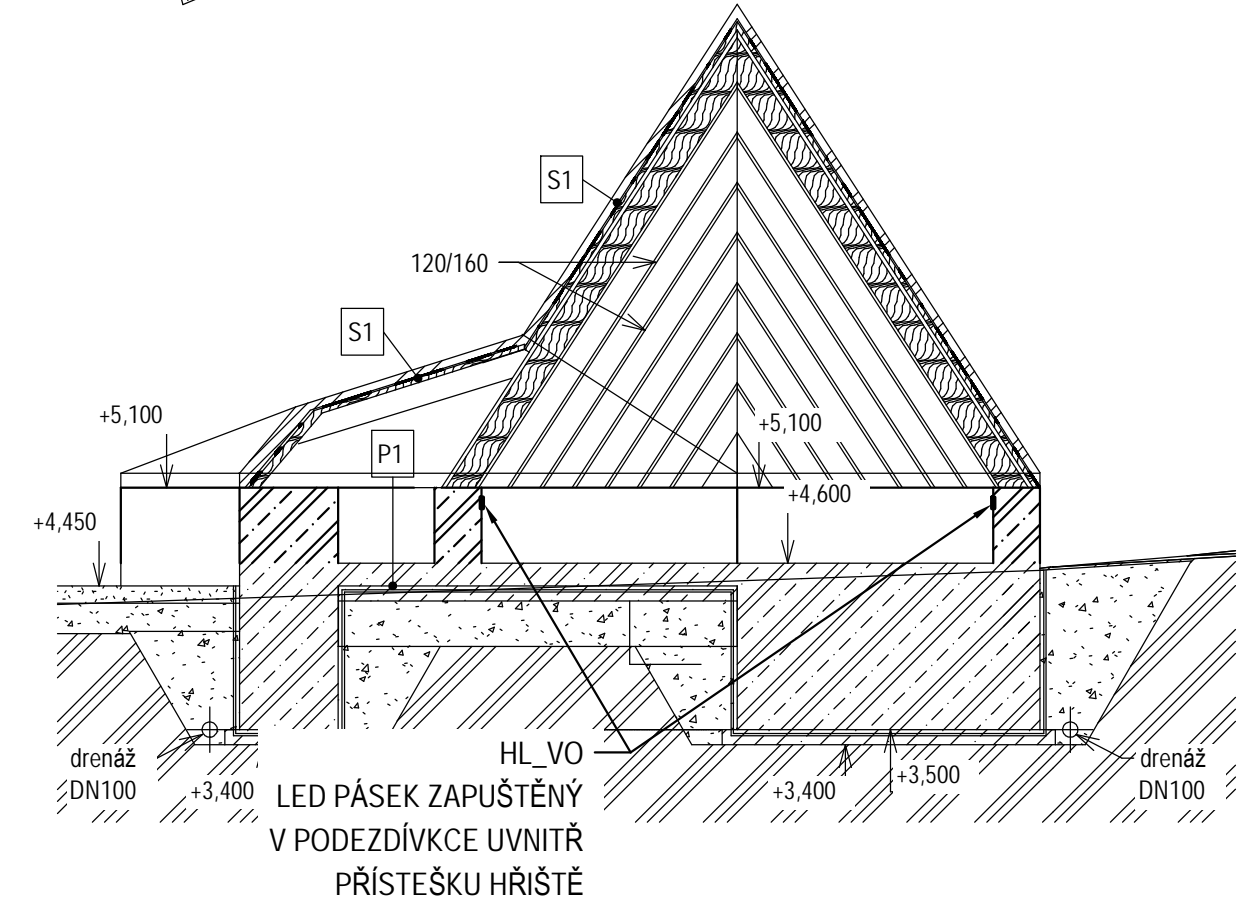 S1
120/160
S1
+5,100
+5,100
P1
+4,600
+4,450
HL_VO
LED PÁSEK ZAPUŠTĚNÝ
V PODEZDÍVKCE UVNITŘ
PŘÍSTEŠKU HŘIŠTĚ
drenáž
DN100
+3,400
+3,400
+3,500
drenáž
DN100